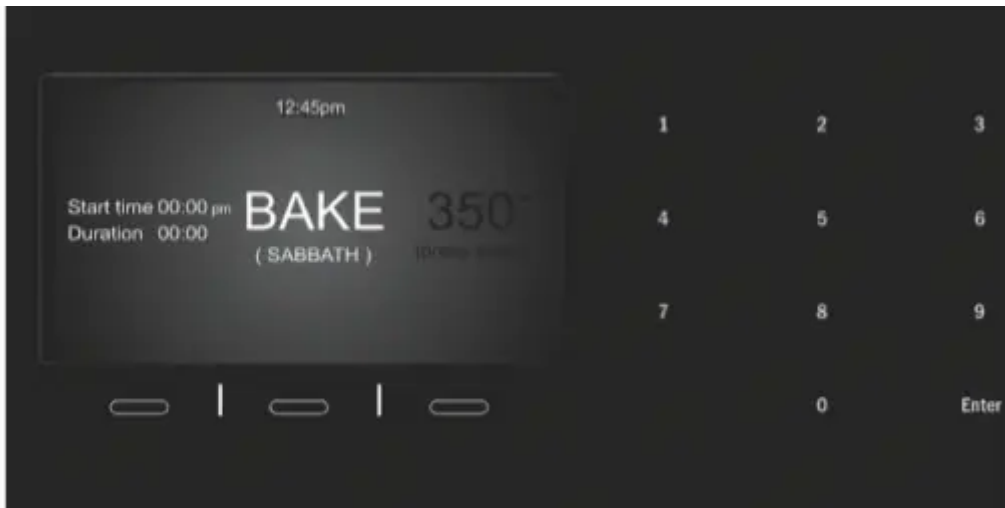 12:45pm
Start time 00:00 pm
Duration 00:00
BAKE
( SABBATH )
350°
1 2 3
4 5 6
7 8 9
0 Enter